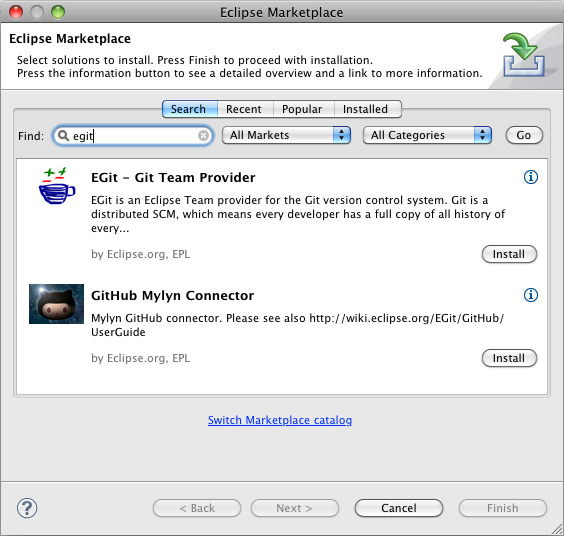 Eclipse Marketplace
Eclipse Marketplace
Select solutions to install. Press Finish to proceed with installation.
Press the information button to see a detailed overview and a link to more information.
Search Recent Popular Installed
Find: egit All Markets All Categories Go
EGit - Git Team Provider
EGit is an Eclipse Team provider for the Git version control system. Git is a
distributed SCM, which means every developer has a full copy of all history of
every...
by Eclipse.org, EPL Install
GitHub Mylyn Connector
Mylyn GitHub connector. Please see also http://wiki.eclipse.org/EGit/GitHub/
UserGuide
by Eclipse.org, EPL Install
Switch Marketplace catalog
? < Back Next > Cancel Finish